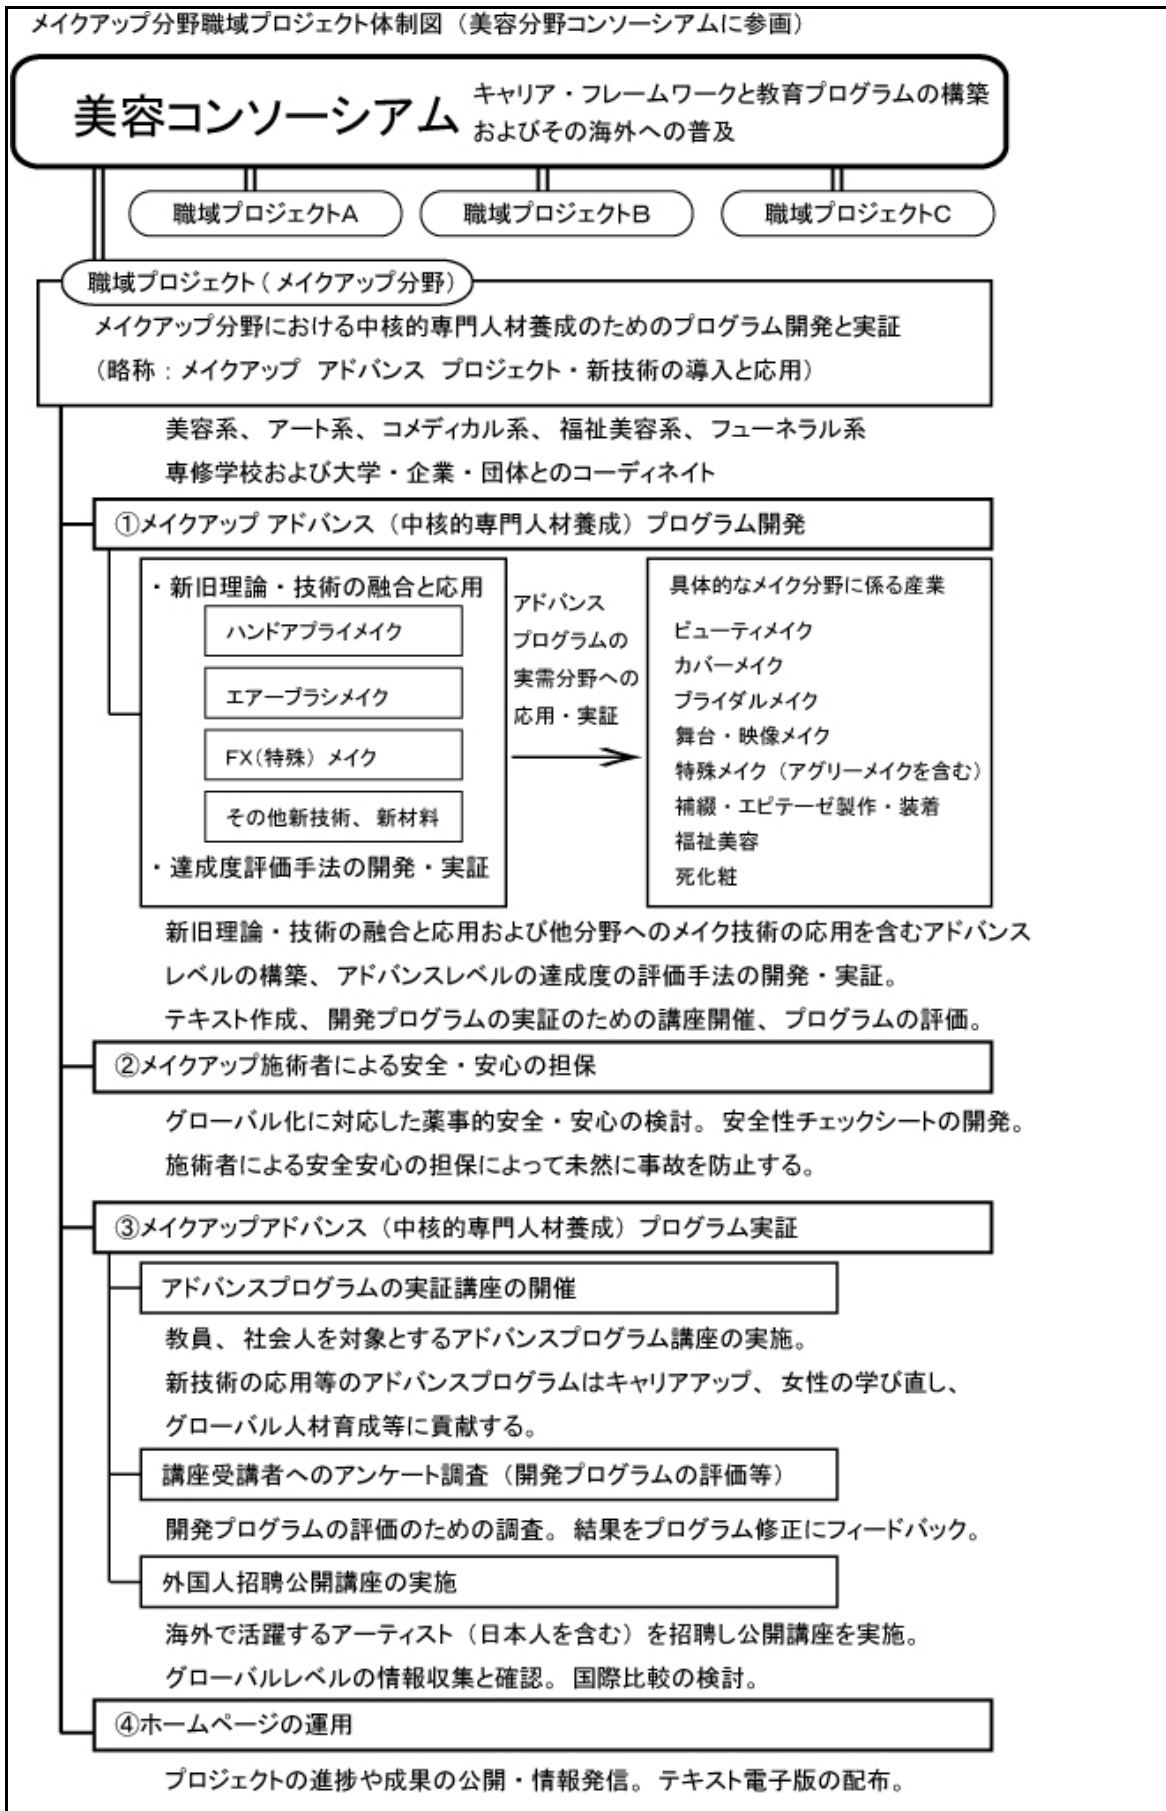 メイクアップ分野職域プロジェクト体制図（美容分野コンソーシアムに参画）
美容コンソーシアム
キャリア・フレームワークと教育プログラムの構築
およびその海外への普及
職域プロジェクトA
職域プロジェクトB
職域プロジェクトC
職域プロジェクト（メイクアップ分野）
メイクアップ分野における中核的専門人材養成のためのプログラム開発と実証
（略称：メイクアップ　アドバンス　プロジェクト・新技術の導入と応用）
美容系、アート系、コメディカル系、福祉美容系、フューネラル系
専修学校および大学・企業・団体とのコーディネイト
①メイクアップ アドバンス（中核的専門人材養成）プログラム開発
・新旧理論・技術の融合と応用
ハンドアプライメイク
エアーブラシメイク
FX(特殊）メイク
その他新技術、新材料
・達成度評価手法の開発・実証
アドバンス
プログラムの
実需分野への
応用・実証
具体的なメイク分野に係る産業
ビューティメイク
カバーメイク
ブライダルメイク
舞台・映像メイク
特殊メイク（アグリーメイクを含む）
補綴・エピテーゼ製作・装着
福祉美容
死化粧
新旧理論・技術の融合と応用および他分野へのメイク技術の応用を含むアドバンス
レベルの構築、アドバンスレベルの達成度の評価手法の開発・実証。
テキスト作成、開発プログラムの実証のための講座開催、プログラムの評価。
②メイクアップ施術者による安全・安心の担保
グローバル化に対応した薬事的安全・安心の検討。安全性チェックシートの開発。
施術者による安全安心の担保によって未然に事故を防止する。
③メイクアップアドバンス（中核的専門人材養成）プログラム実証
アドバンスプログラムの実証講座の開催
教員、社会人を対象とするアドバンスプログラム講座の実施。
新技術の応用等のアドバンスプログラムはキャリアアップ、女性の学び直し、
グローバル人材育成等に貢献する。
講座受講者へのアンケート調査（開発プログラムの評価等）
開発プログラムの評価のための調査。結果をプログラム修正にフィードバック。
外国人招聘公開講座の実施
海外で活躍するアーティスト（日本人を含む）を招聘し公開講座を実施。
グローバルレベルの情報収集と確認。国際比較の検討。
④ホームページの運用
プロジェクトの進捗や成果の公開・情報発信。テキスト電子版の配布。